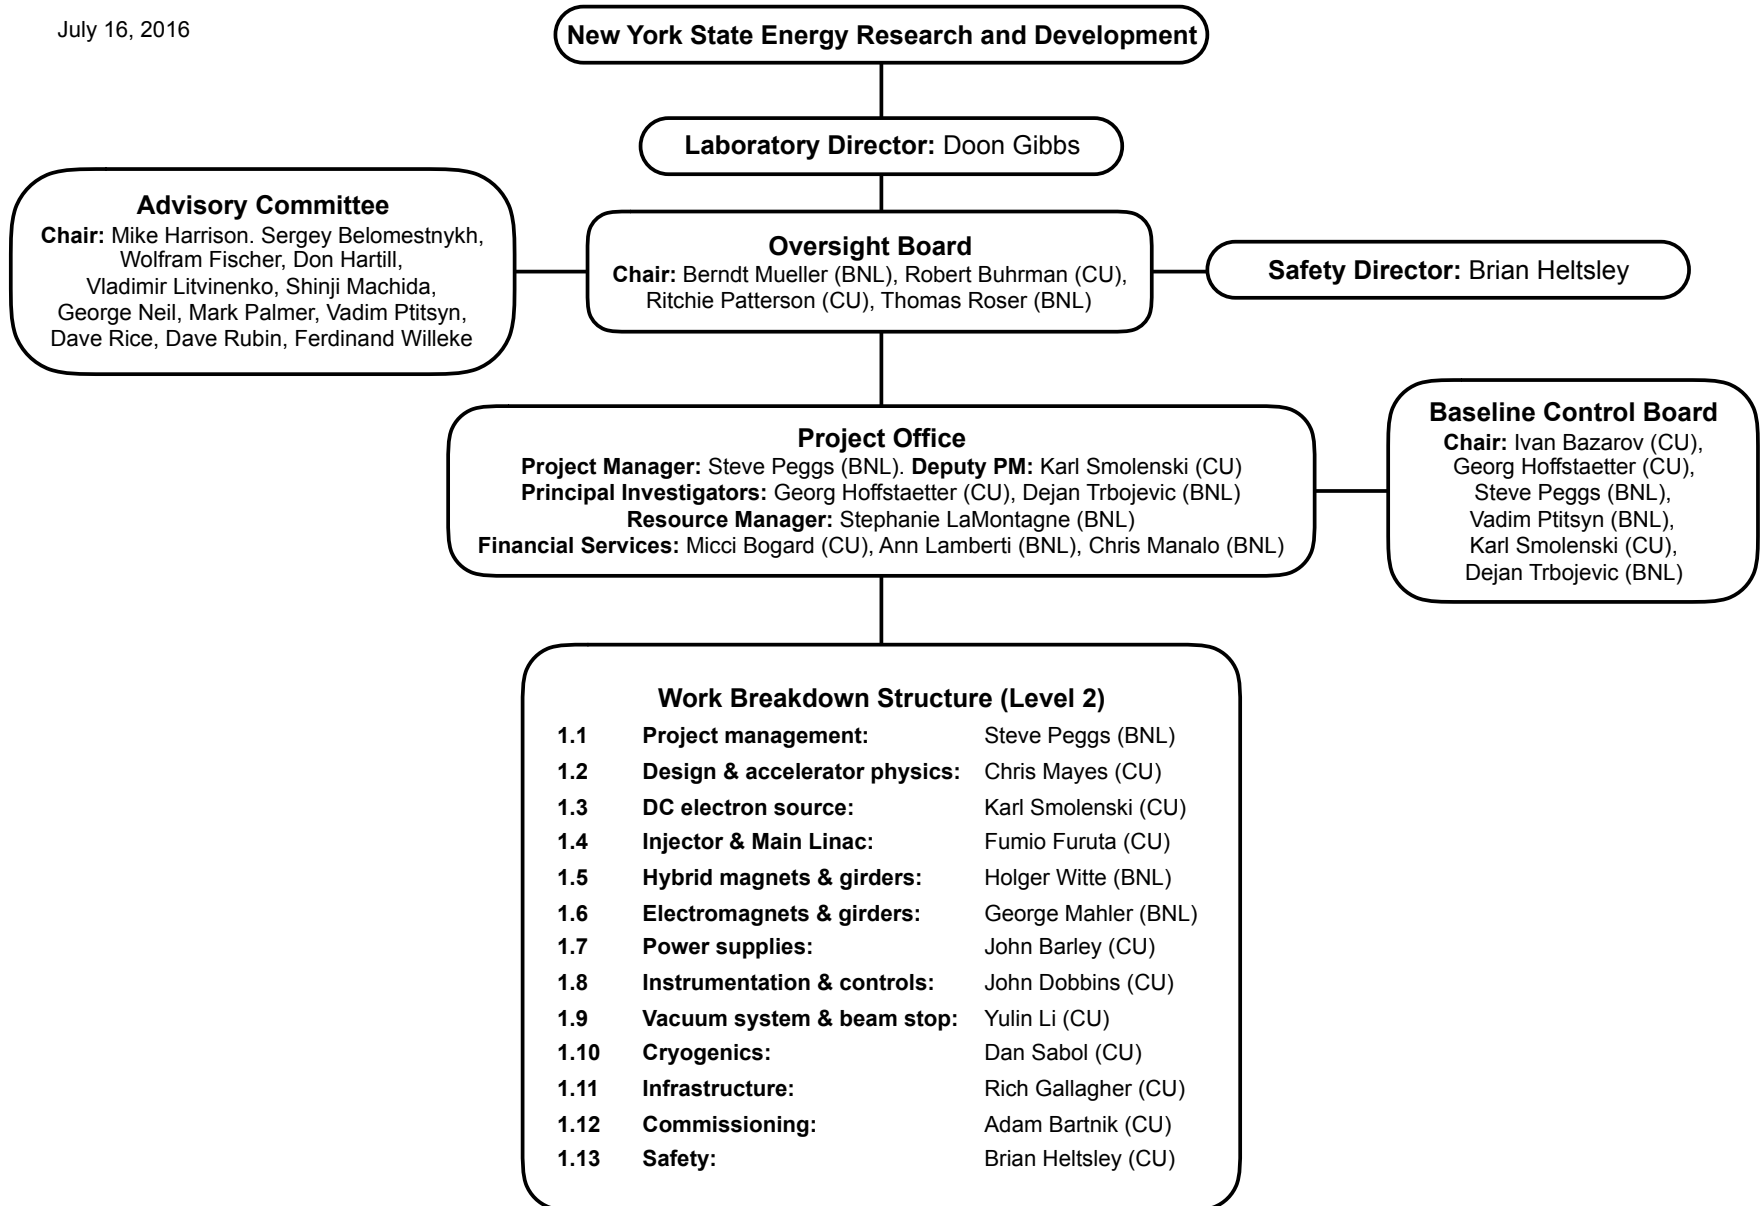 July 16, 2016
New York State Energy Research and Development
Laboratory Director: Doon Gibbs
Advisory Committee
Chair: Mike Harrison. Sergey Belomestnykh,
Wolfram Fischer, Don Hartill,
Vladimir Litvinenko, Shinji Machida,
George Neil, Mark Palmer, Vadim Ptitsyn,
Dave Rice, Dave Rubin, Ferdinand Willeke
Oversight Board
Chair: Berndt Mueller (BNL), Robert Buhrman (CU),
Ritchie Patterson (CU), Thomas Roser (BNL)
Safety Director: Brian Heltsley
Project Office
Project Manager: Steve Peggs (BNL). Deputy PM: Karl Smolenski (CU)
Principal Investigators: Georg Hoffstaetter (CU), Dejan Trbojevic (BNL)
Resource Manager: Stephanie LaMontagne (BNL)
Financial Services: Micci Bogard (CU), Ann Lamberti (BNL), Chris Manalo (BNL)
Baseline Control Board
Chair: Ivan Bazarov (CU),
Georg Hoffstaetter (CU),
Steve Peggs (BNL),
Vadim Ptitsyn (BNL),
Karl Smolenski (CU),
Dejan Trbojevic (BNL)
Work Breakdown Structure (Level 2)
1.1 Project management: Steve Peggs (BNL)
1.2 Design & accelerator physics: Chris Mayes (CU)
1.3 DC electron source: Karl Smolenski (CU)
1.4 Injector & Main Linac: Fumio Furuta (CU)
1.5 Hybrid magnets & girders: Holger Witte (BNL)
1.6 Electromagnets & girders: George Mahler (BNL)
1.7 Power supplies: John Barley (CU)
1.8 Instrumentation & controls: John Dobbins (CU)
1.9 Vacuum system & beam stop: Yulin Li (CU)
1.10 Cryogenics: Dan Sabol (CU)
1.11 Infrastructure: Rich Gallagher (CU)
1.12 Commissioning: Adam Bartnik (CU)
1.13 Safety: Brian Heltsley (CU)